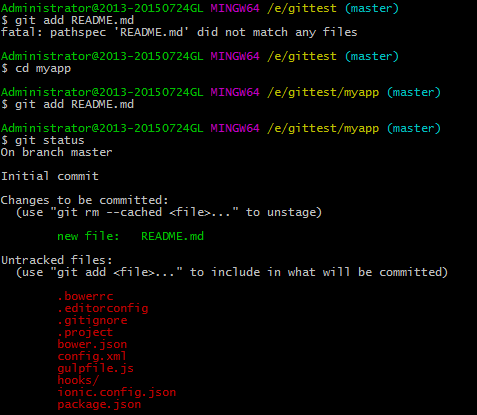 Administrator@2013-20150724GL MINGW64 /e/gittest (master)
$ git add README.md
fatal: pathspec 'README.md' did not match any files
Administrator@2013-20150724GL MINGW64 /e/gittest (master)
$ cd myapp
Administrator@2013-20150724GL MINGW64 /e/gittest/myapp (master)
$ git add README.md
Administrator@2013-20150724GL MINGW64 /e/gittest/myapp (master)
$ git status
On branch master
Initial commit
Changes to be committed:
(use "git rm --cached <file>..." to unstage)
new file:   README.md
Untracked files:
(use "git add <file>..." to include in what will be committed)
.bowerrc
.editorconfig
.gitignore
.project
bower.json
config.xml
gulpfile.js
hooks/
ionic.config.json
package.json